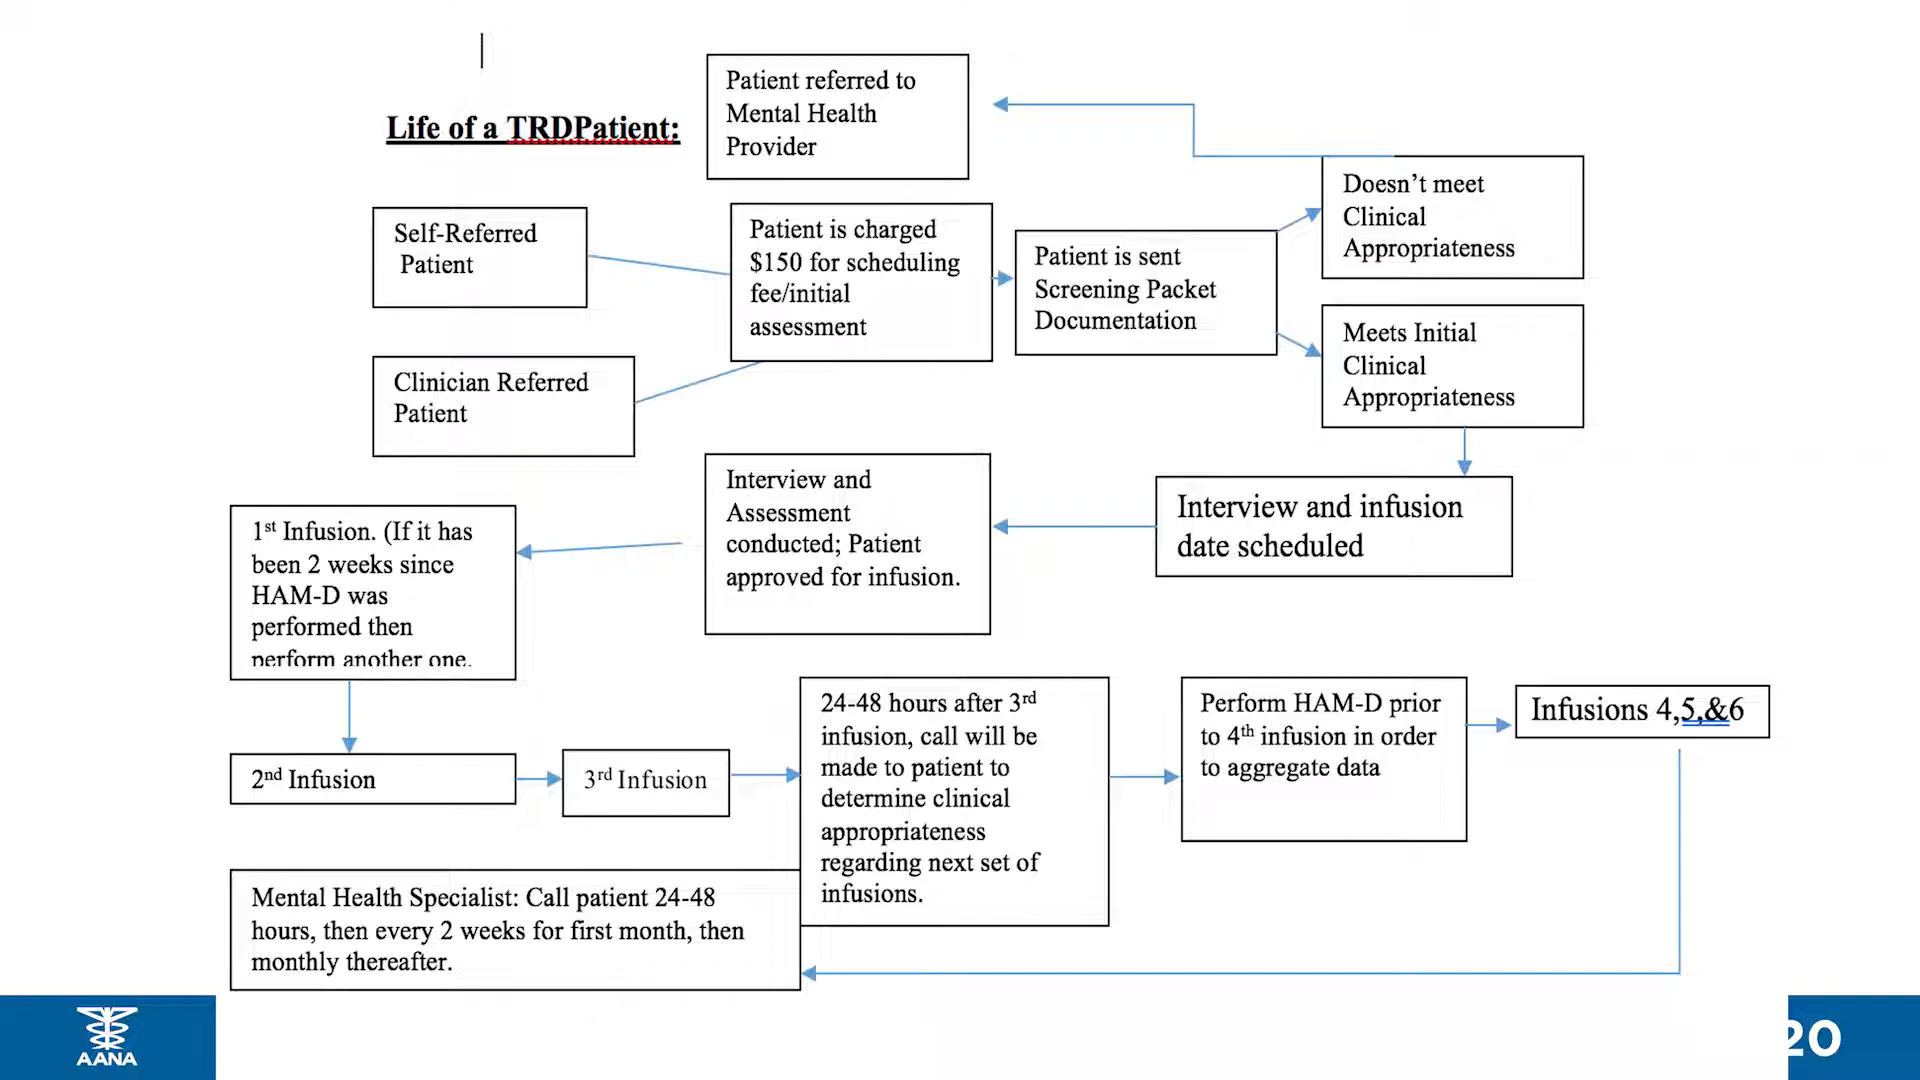 Life of a TRDPatient:
Patient referred to
Mental Health
Provider
Self-Referred
Patient
Clinician Referred
Patient
Patient is charged
$150 for scheduling
fee/initial
assessment
Patient is sent
Screening Packet
Documentation
Doesn’t meet
Clinical
Appropriateness
Meets Initial
Clinical
Appropriateness
Interview and infusion
date scheduled
Interview and
Assessment
conducted; Patient
approved for infusion.
1st Infusion. (If it has
been 2 weeks since
HAM-D was
performed then
perform another one.
2nd Infusion
3rd Infusion
24-48 hours after 3rd
infusion, call will be
made to patient to
determine clinical
appropriateness
regarding next set of
infusions.
Perform HAM-D prior
to 4th infusion in order
to aggregate data
Infusions 4,5,&6
Mental Health Specialist: Call patient 24-48
hours, then every 2 weeks for first month, then
monthly thereafter.
AANA
20